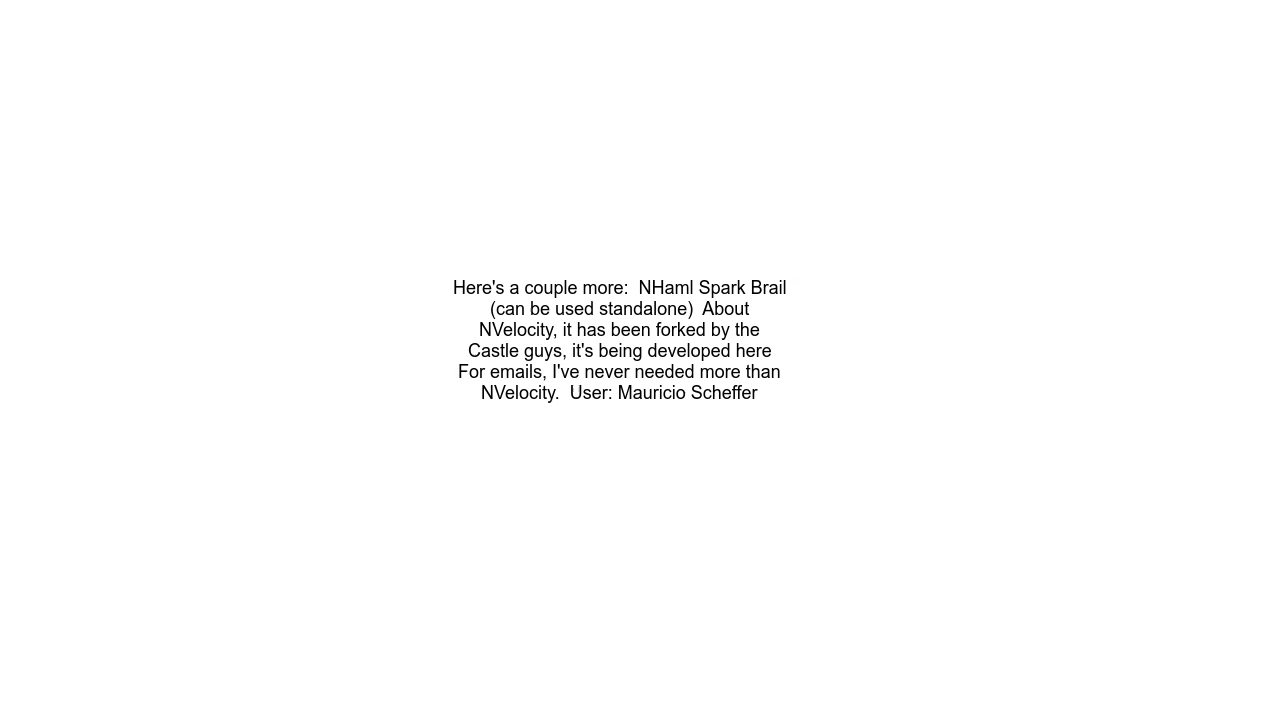 Here's a couple more:  NHaml Spark Brail
(can be used standalone)  About
NVelocity, it has been forked by the
Castle guys, it's being developed here
For emails, I've never needed more than
NVelocity.  User: Mauricio Scheffer